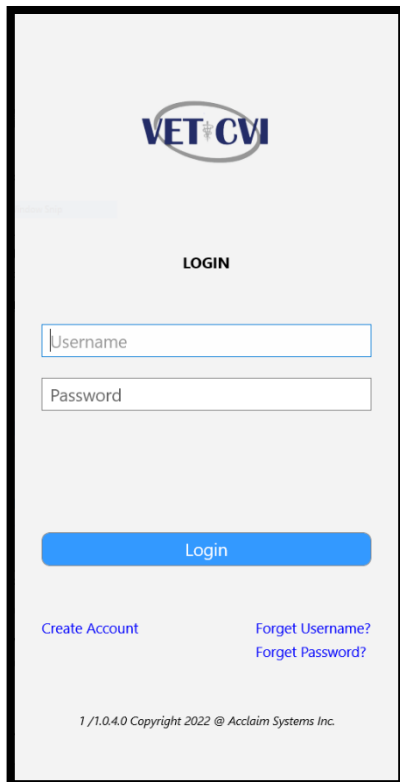 VET CVI
LOGIN
Username
Password
Login
Create Account
Forget Username?
Forget Password?
1 /1.0.4.0 Copyright 2022 @ Acclaim Systems Inc.